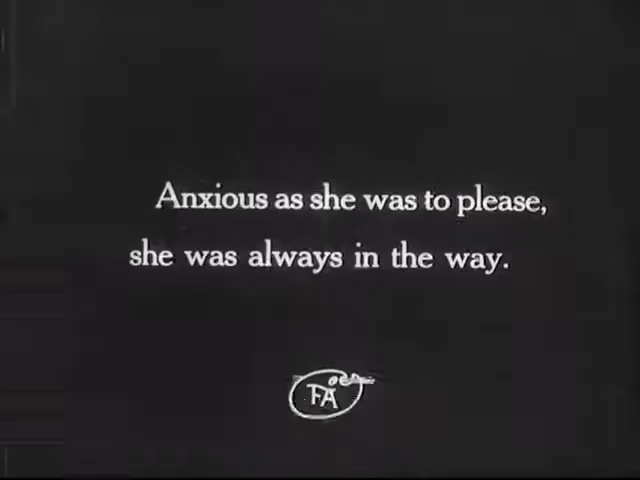 Anxious as she was to please,
she was always in the way.
FA